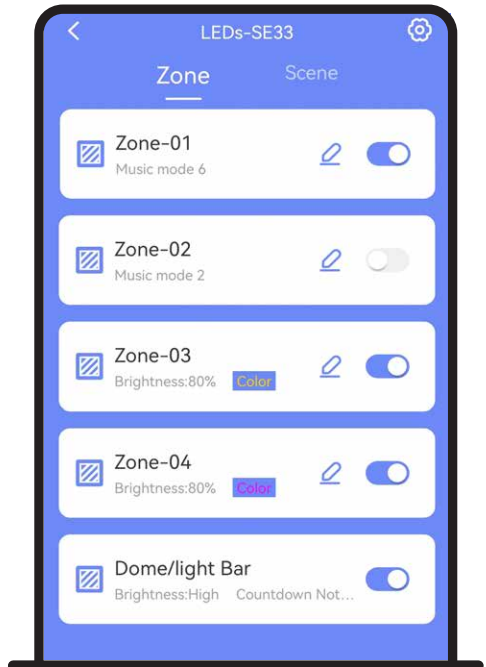 LEDs-SE33
Zone Scene
Zone-01
Music mode 6
Zone-02
Music mode 2
Zone-03
Brightness:80% Color
Zone-04
Brightness:80% Color
Dome/light Bar
Brightness:High Countdown Not...